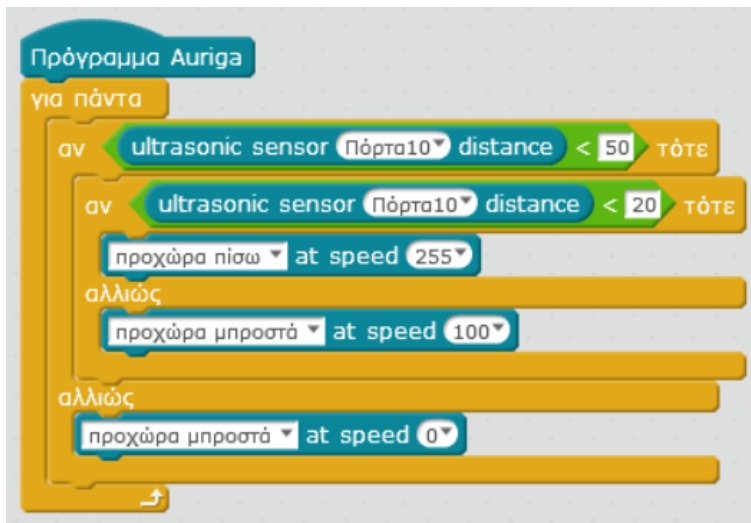 Πρόγραμμα Auriga
για πάντα
αν ultrasonic sensor Πόρτα10 distance < 50 τότε
αν ultrasonic sensor Πόρτα10 distance < 20 τότε
προχώρα πίσω at speed 255
αλλιώς
προχώρα μπροστά at speed 100
αλλιώς
προχώρα μπροστά at speed 0